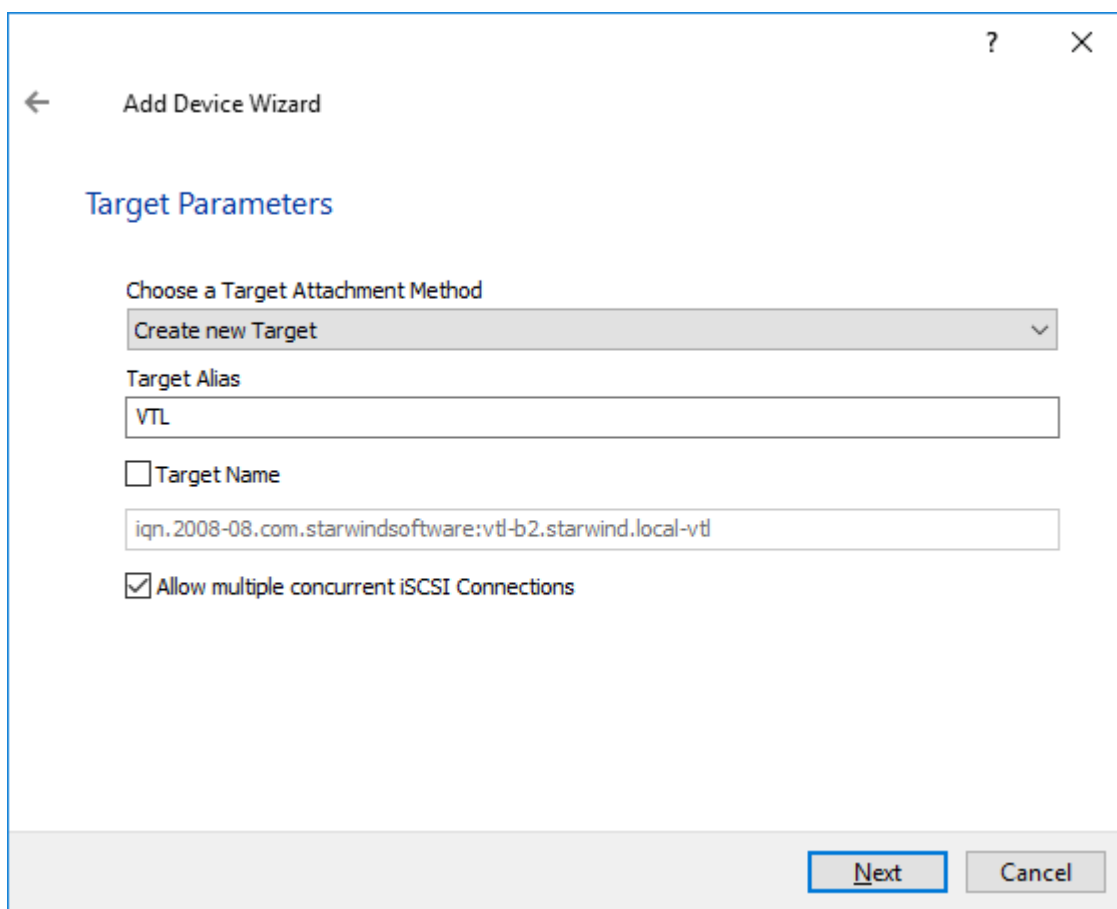 ?
Add Device Wizard
Target Parameters
Choose a Target Attachment Method
Create new Target
Target Alias
VTL
Target Name
iqn.2008-08.com.starwindsoftware:vtl-b2.starwind.local-vtl
Allow multiple concurrent iSCSI Connections
Next Cancel